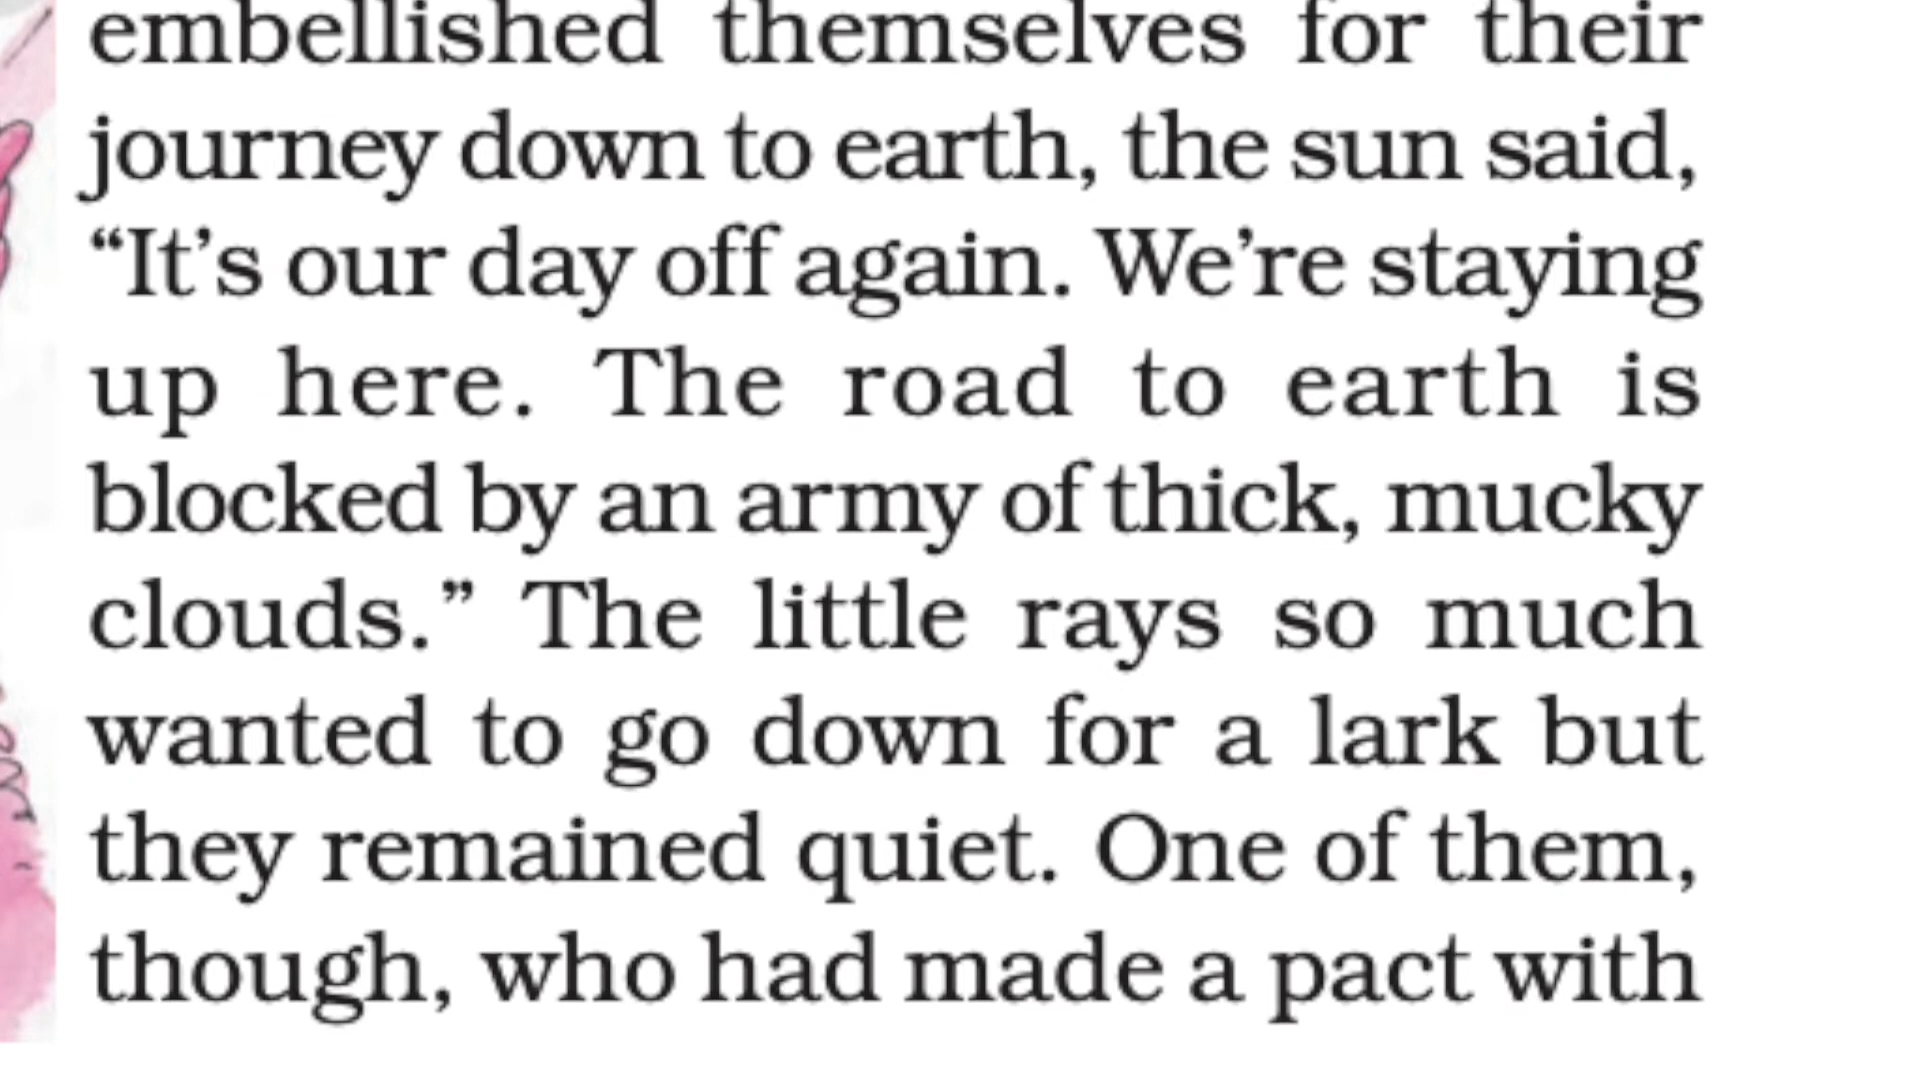 embellished themselves for their
journey down to earth, the sun said,
“It’s our day off again. We’re staying
up here. The road to earth is
blocked by an army of thick, mucky
clouds.” The little rays so much
wanted to go down for a lark but
they remained quiet. One of them,
though, who had made a pact with